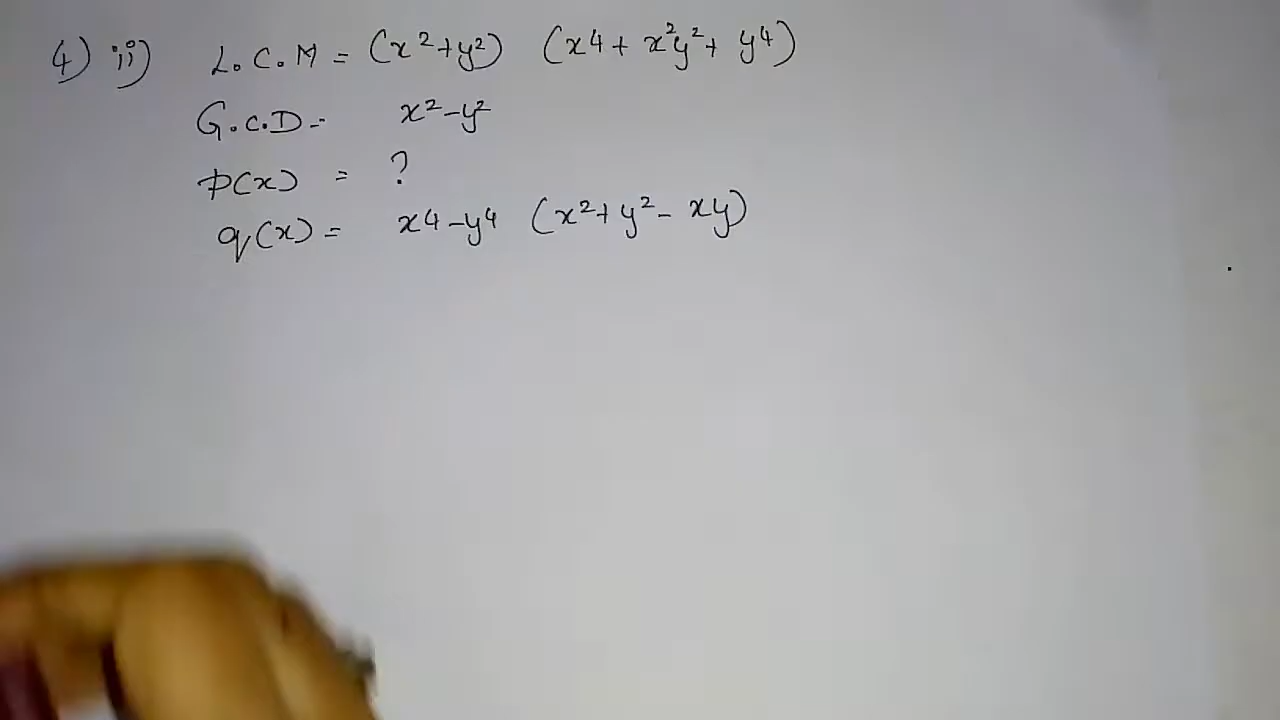 4) ii) L.C.M = (x²+y²) (x4 + x²y² + y4)
G.C.D - x²-y²
p(x) = ?
q(x) = x4-y4 (x²+y²- xy)